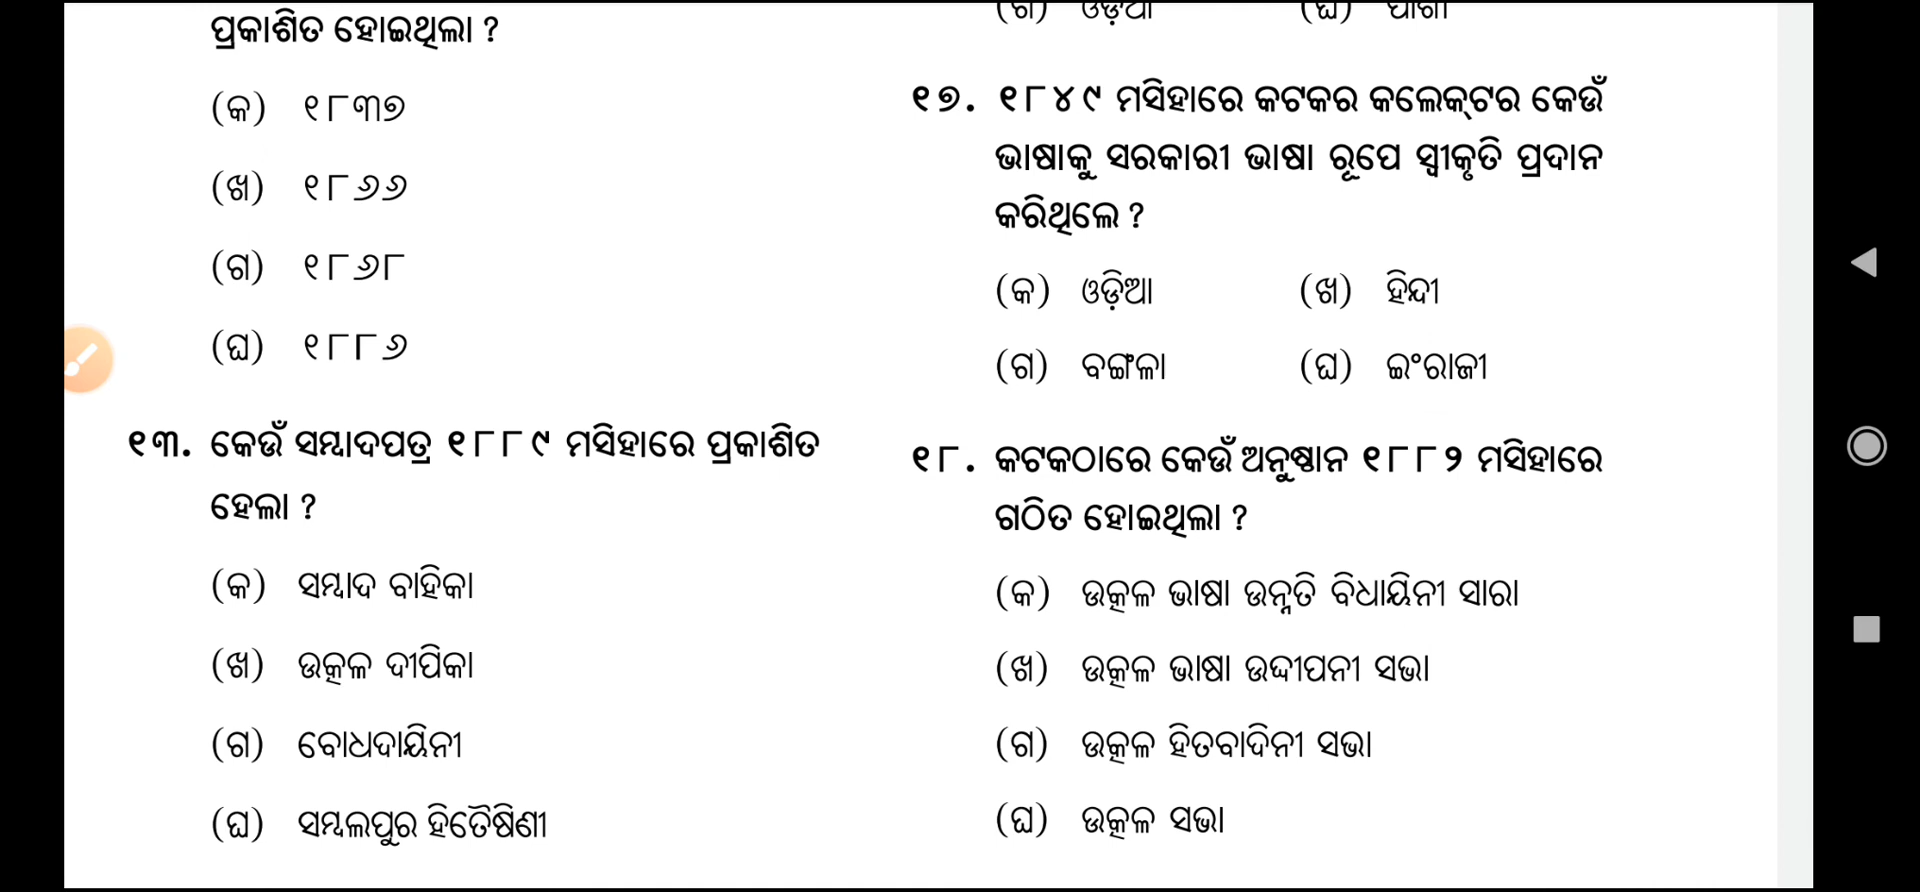 ପ୍ରକାଶିତ ହୋଇଥିଲା ?
(କ) ୧୮୩୭
(ଖ) ୧୮୬୬
(ଗ) ୧୮୬୮
(ଘ) ୧୮୮୬
୧୩. କେଉଁ ସମ୍ବାଦପତ୍ର ୧୮୮୯ ମସିହାରେ ପ୍ରକାଶିତ
ହେଲା ?
(କ) ସମ୍ବାଦ ବାହିକା
(ଖ) ଉତ୍କଳ ଦୀପିକା
(ଗ) ବୋଧଦାୟିନୀ
(ଘ) ସମ୍ବଲପୁର ହିତୈଷିଣୀ
(ଗ) ଓଡ଼ିଆ (ଘ)
୧୭. ୧୮୪୯ ମସିହାରେ କଟକର କଲେକ୍ଟର କେଉଁ
ଭାଷାକୁ ସରକାରୀ ଭାଷା ରୂପେ ସ୍ୱୀକୃତି ପ୍ରଦାନ
କରିଥିଲେ ?
(କ) ଓଡ଼ିଆ (ଖ) ହିନ୍ଦୀ
(ଗ) ବଙ୍ଗଳା (ଘ) ଇଂରାଜୀ
୧୮. କଟକଠାରେ କେଉଁ ଅନୁଷ୍ଠାନ ୧୮୮୨ ମସିହାରେ
ଗଠିତ ହୋଇଥିଲା ?
(କ) ଉତ୍କଳ ଭାଷା ଉନ୍ନତି ବିଧାୟିନୀ ସାରା
(ଖ) ଉତ୍କଳ ଭାଷା ଉଦ୍ଦୀପନୀ ସଭା
(ଗ) ଉତ୍କଳ ହିତବାଦିନୀ ସଭା
(ଘ) ଉତ୍କଳ ସଭା